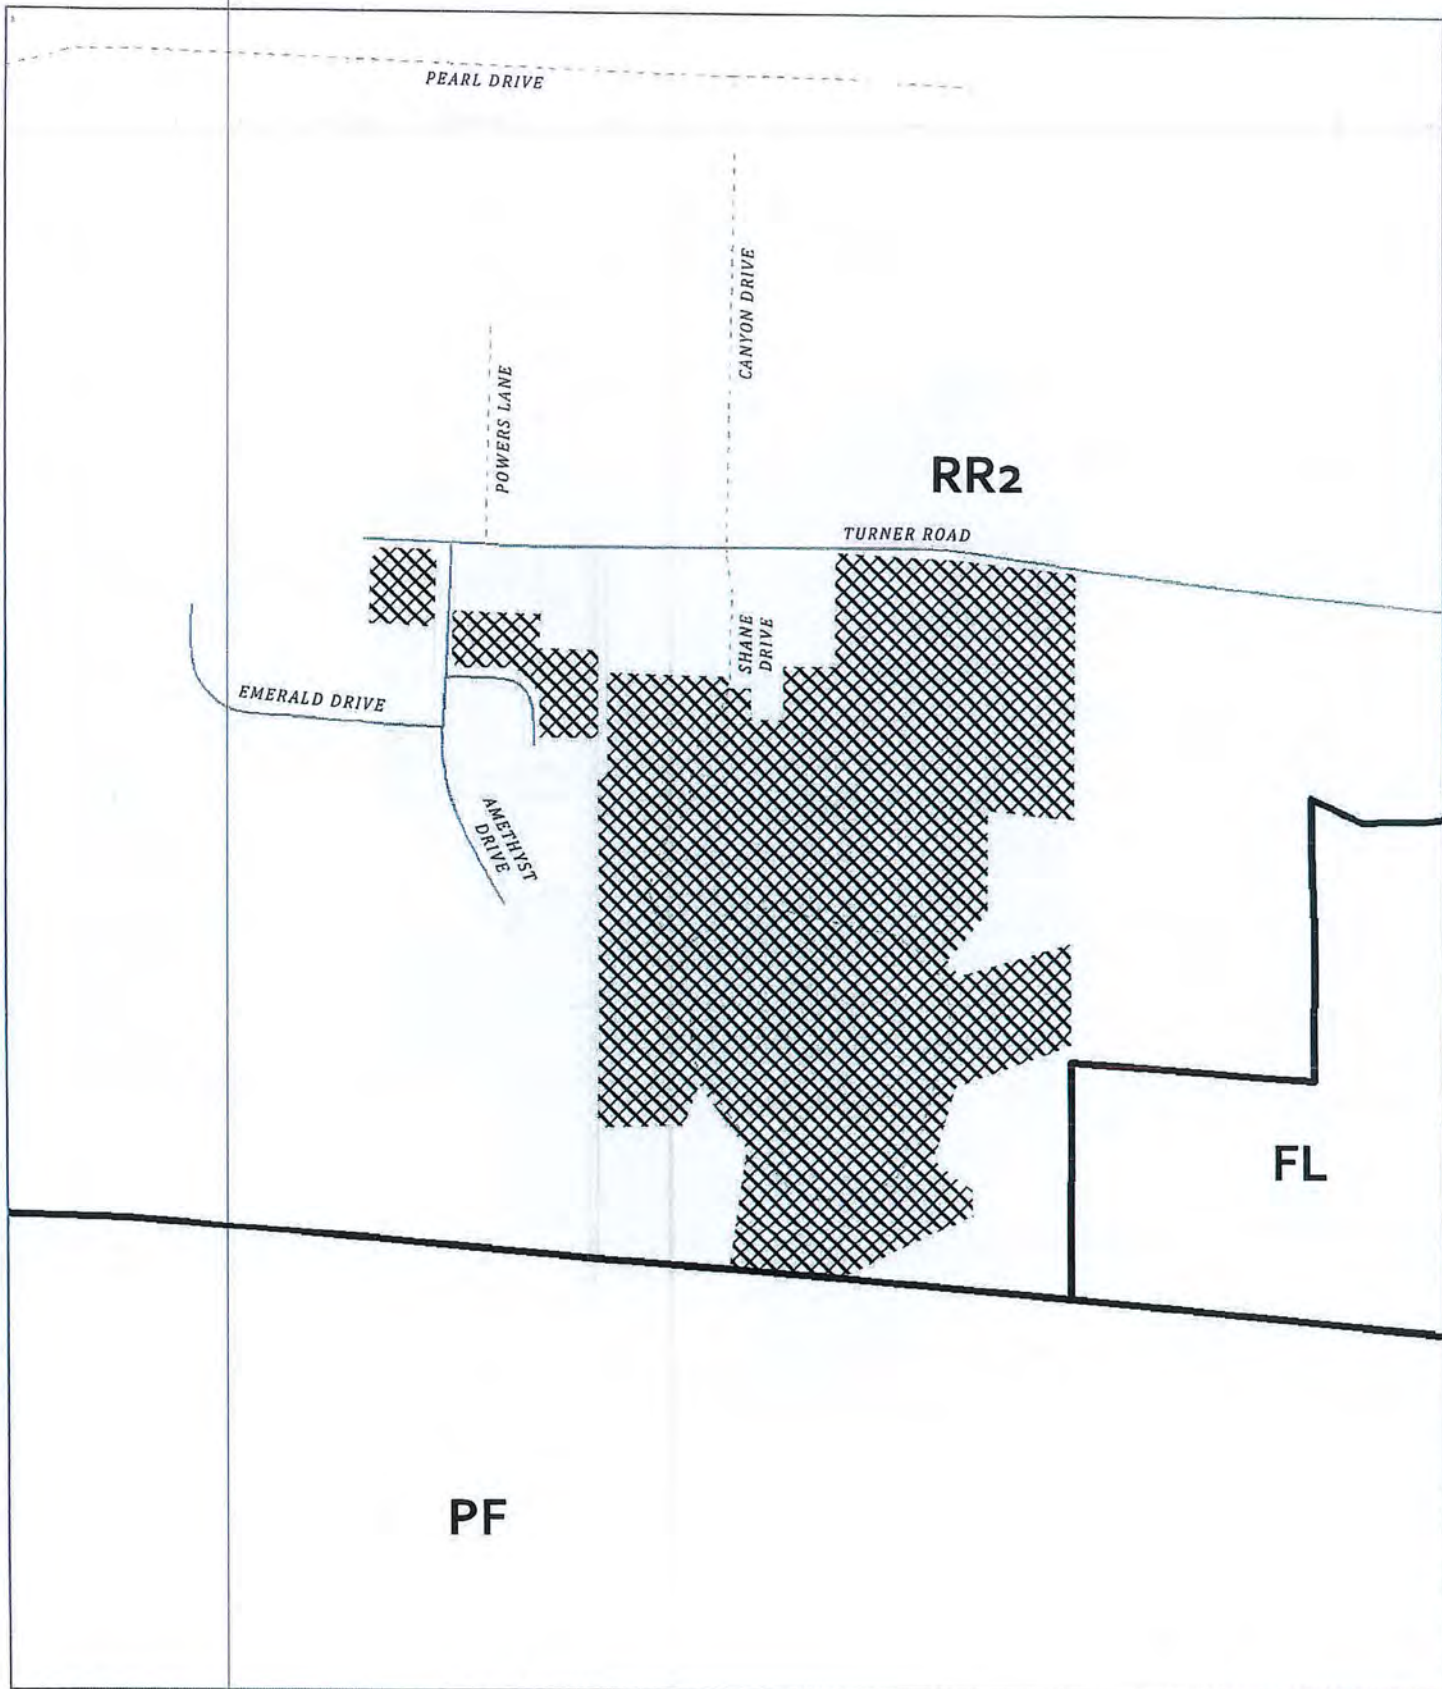 PEARL DRIVE
CANYON DRIVE
POWERS LANE
RR2
TURNER ROAD
SHANE
DRIVE
EMERALD DRIVE
AMETHYST
DRIVE
FL
PF